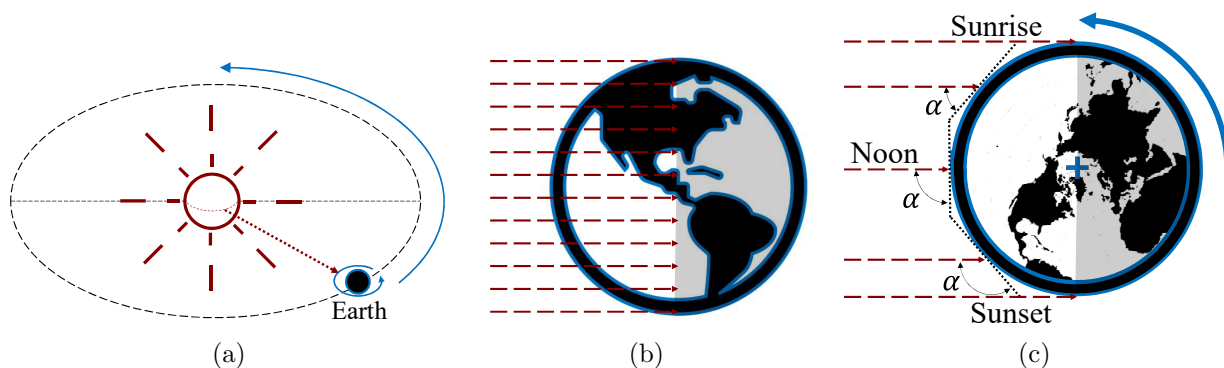 Earth
(a)
(b)
Sunrise
α
Noon
α
α
Sunset
(c)